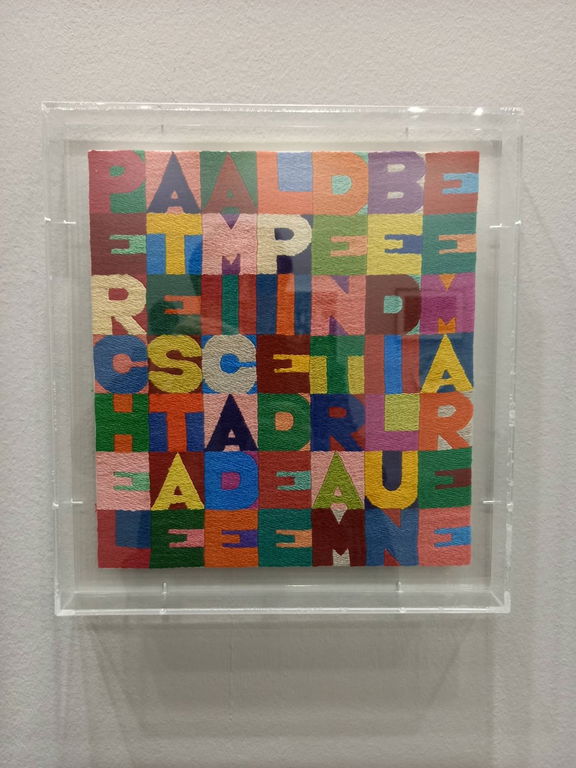 PAALDBE
ETMPEEE
REIINDM
CSCETIA
HTADRLR
EADEAUE
LEEEMNE